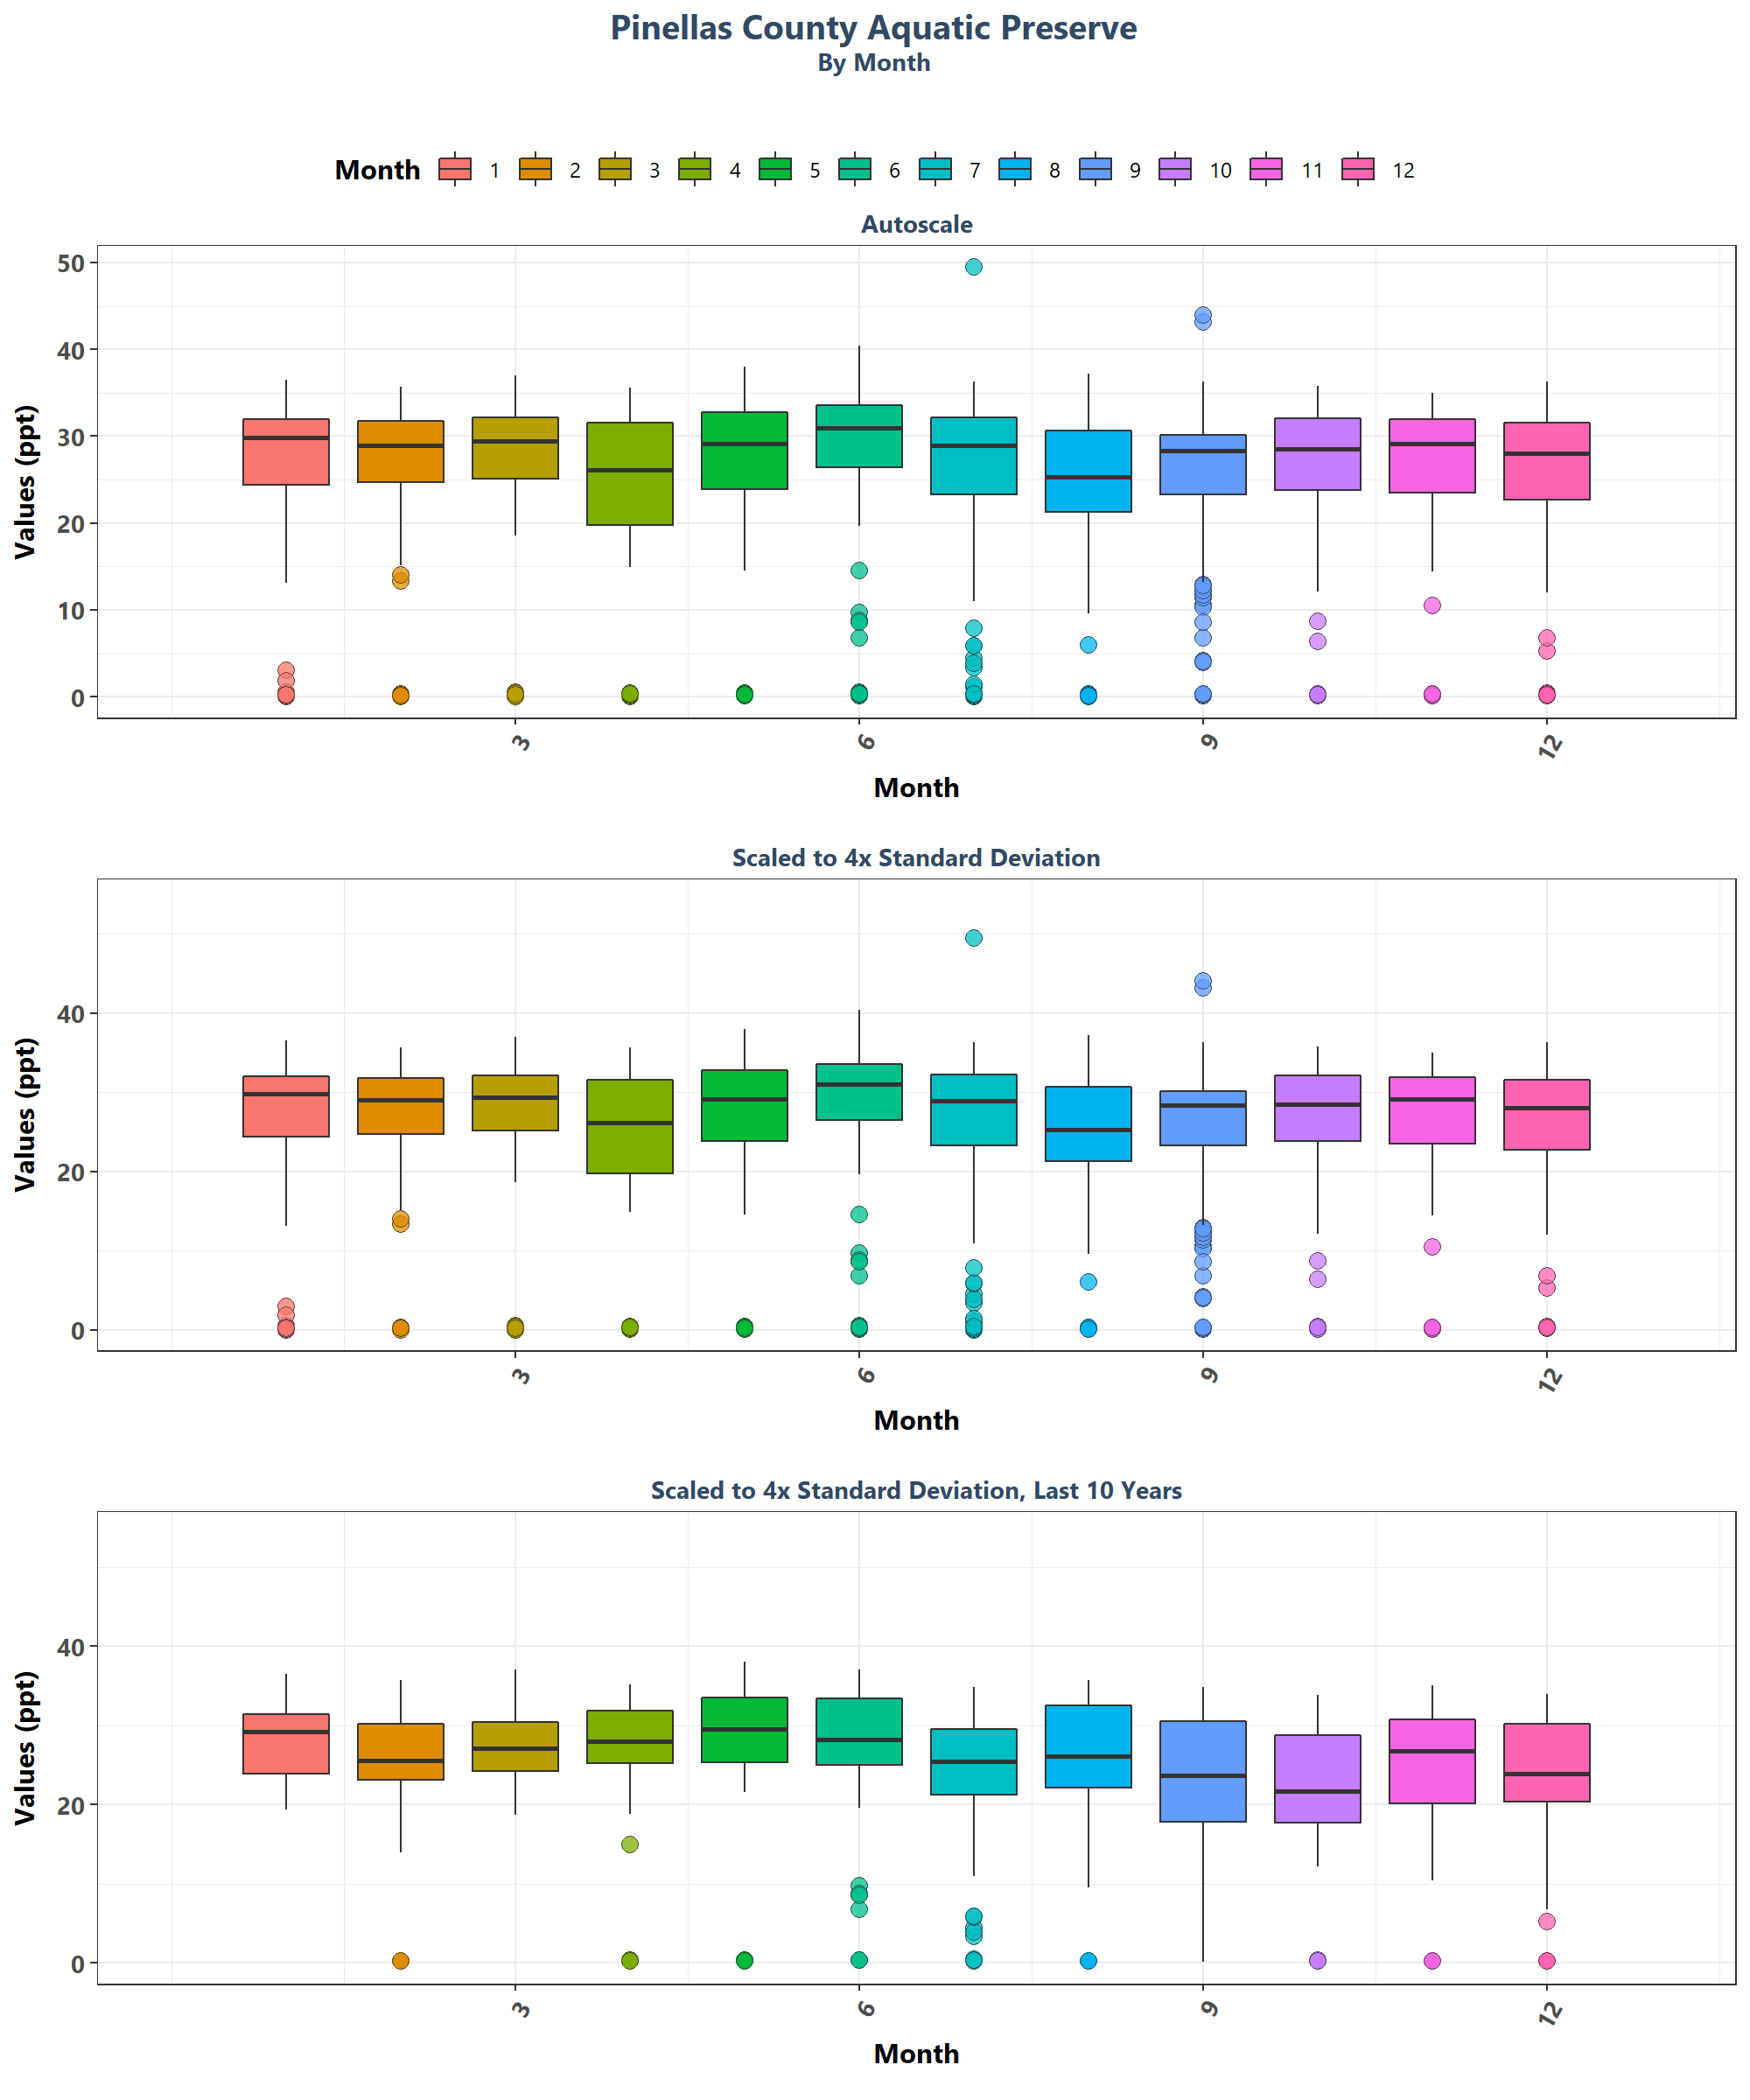 Pinellas County Aquatic Preserve
By Month
Month 1 2 3 4 5 6 7 8 9 10 11 12
Autoscale
Values (ppt)
50
40
30
20
10
0
3 6 9 12
Month
Scaled to 4x Standard Deviation
Values (ppt)
40
20
0
3 6 9 12
Month
Scaled to 4x Standard Deviation, Last 10 Years
Values (ppt)
40
20
0
3 6 9 12
Month